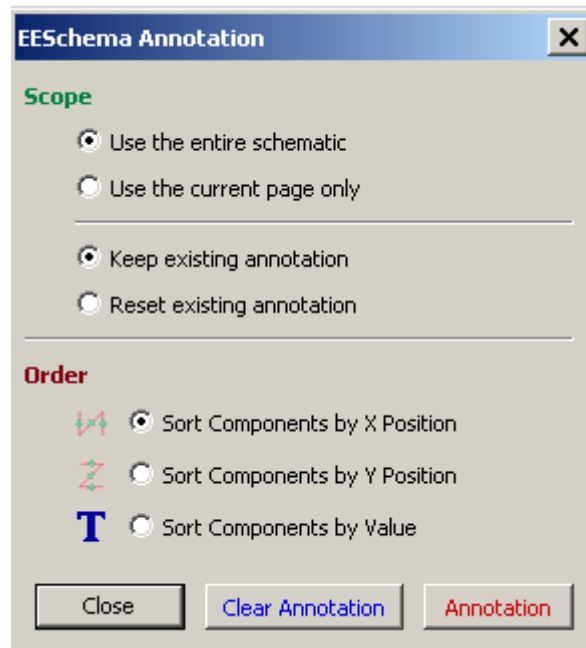 EESchema Annotation
Scope
Use the entire schematic
Use the current page only
Keep existing annotation
Reset existing annotation
Order
Sort Components by X Position
Sort Components by Y Position
T Sort Components by Value
Close Clear Annotation Annotation